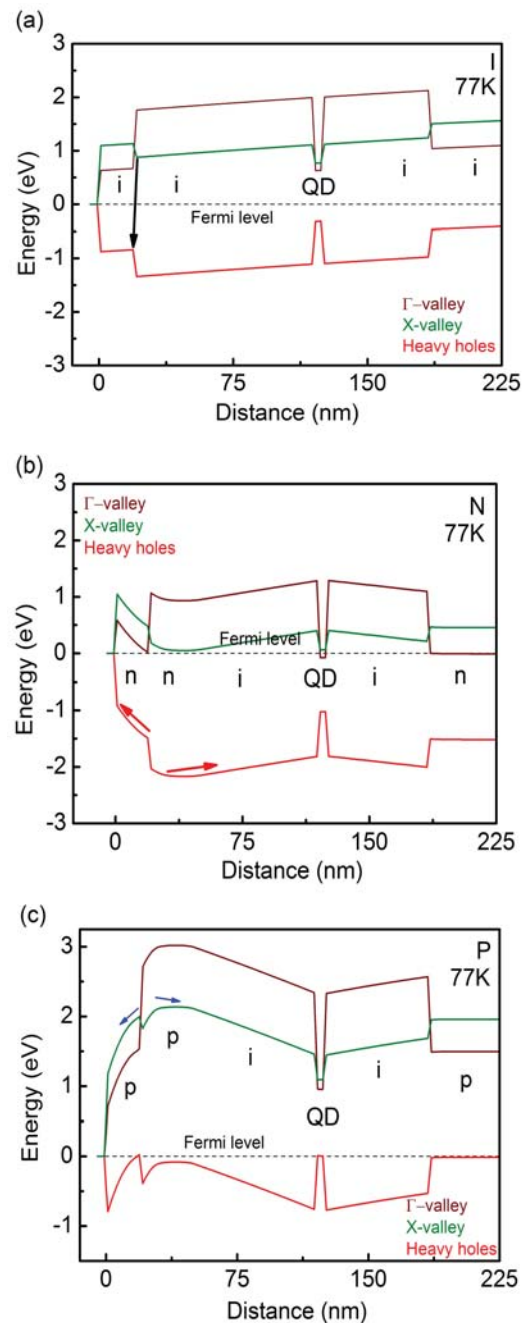 (a)
3
I
77K
2
1
i
i
QD
i
i
0
Fermi level
-1
-2
Γ–valley
X-valley
Heavy holes
-3
0
75
150
225
Energy (eV)
Distance (nm)
(b)
3
Γ–valley
X-valley
Heavy holes
N
77K
2
1
0
Fermi level
n
n
i
QD
i
n
-1
-2
-3
0
75
150
225
Energy (eV)
Distance (nm)
(c)
P
77K
3
2
p
p
i
i
p
1
QD
0
Fermi level
-1
Γ–valley
X-valley
Heavy holes
0
75
150
225
Energy (eV)
Distance (nm)